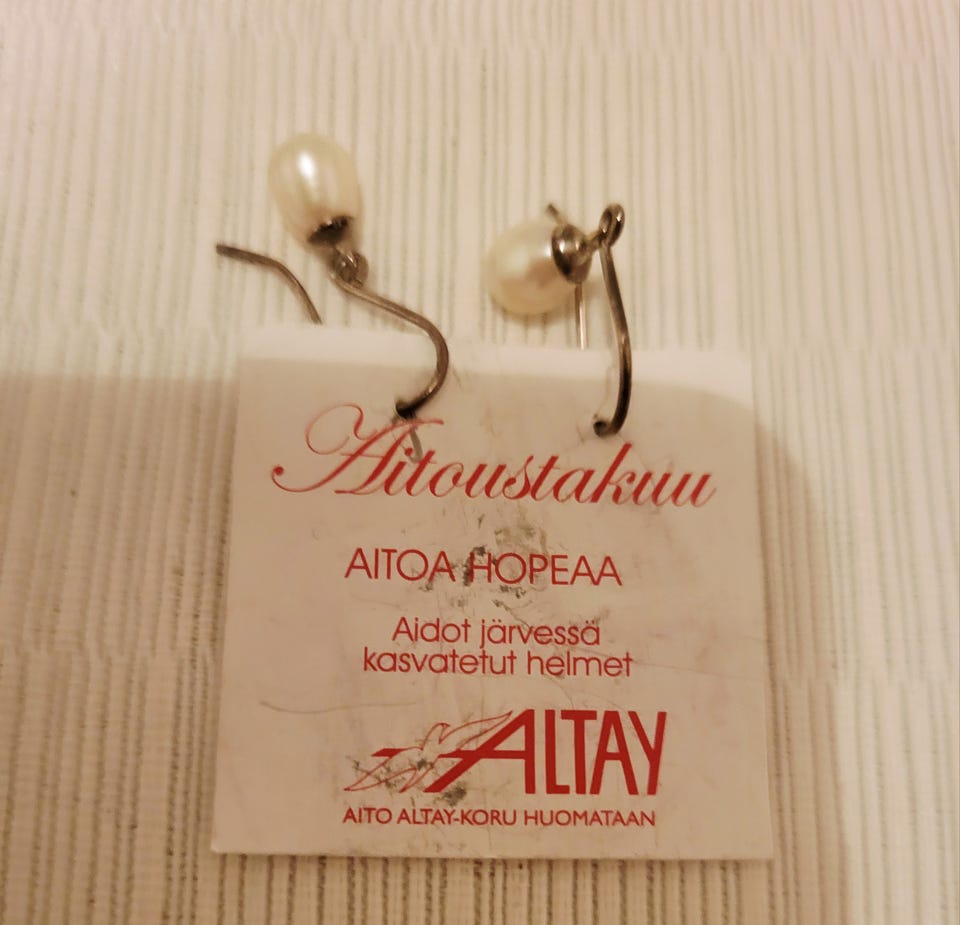 Aitoustakuu
AITOA HOPEAA
Aidot järvessä
kasvatetut helmet
ALTAY
AITO ALTAY-KORU HUOMATAAN